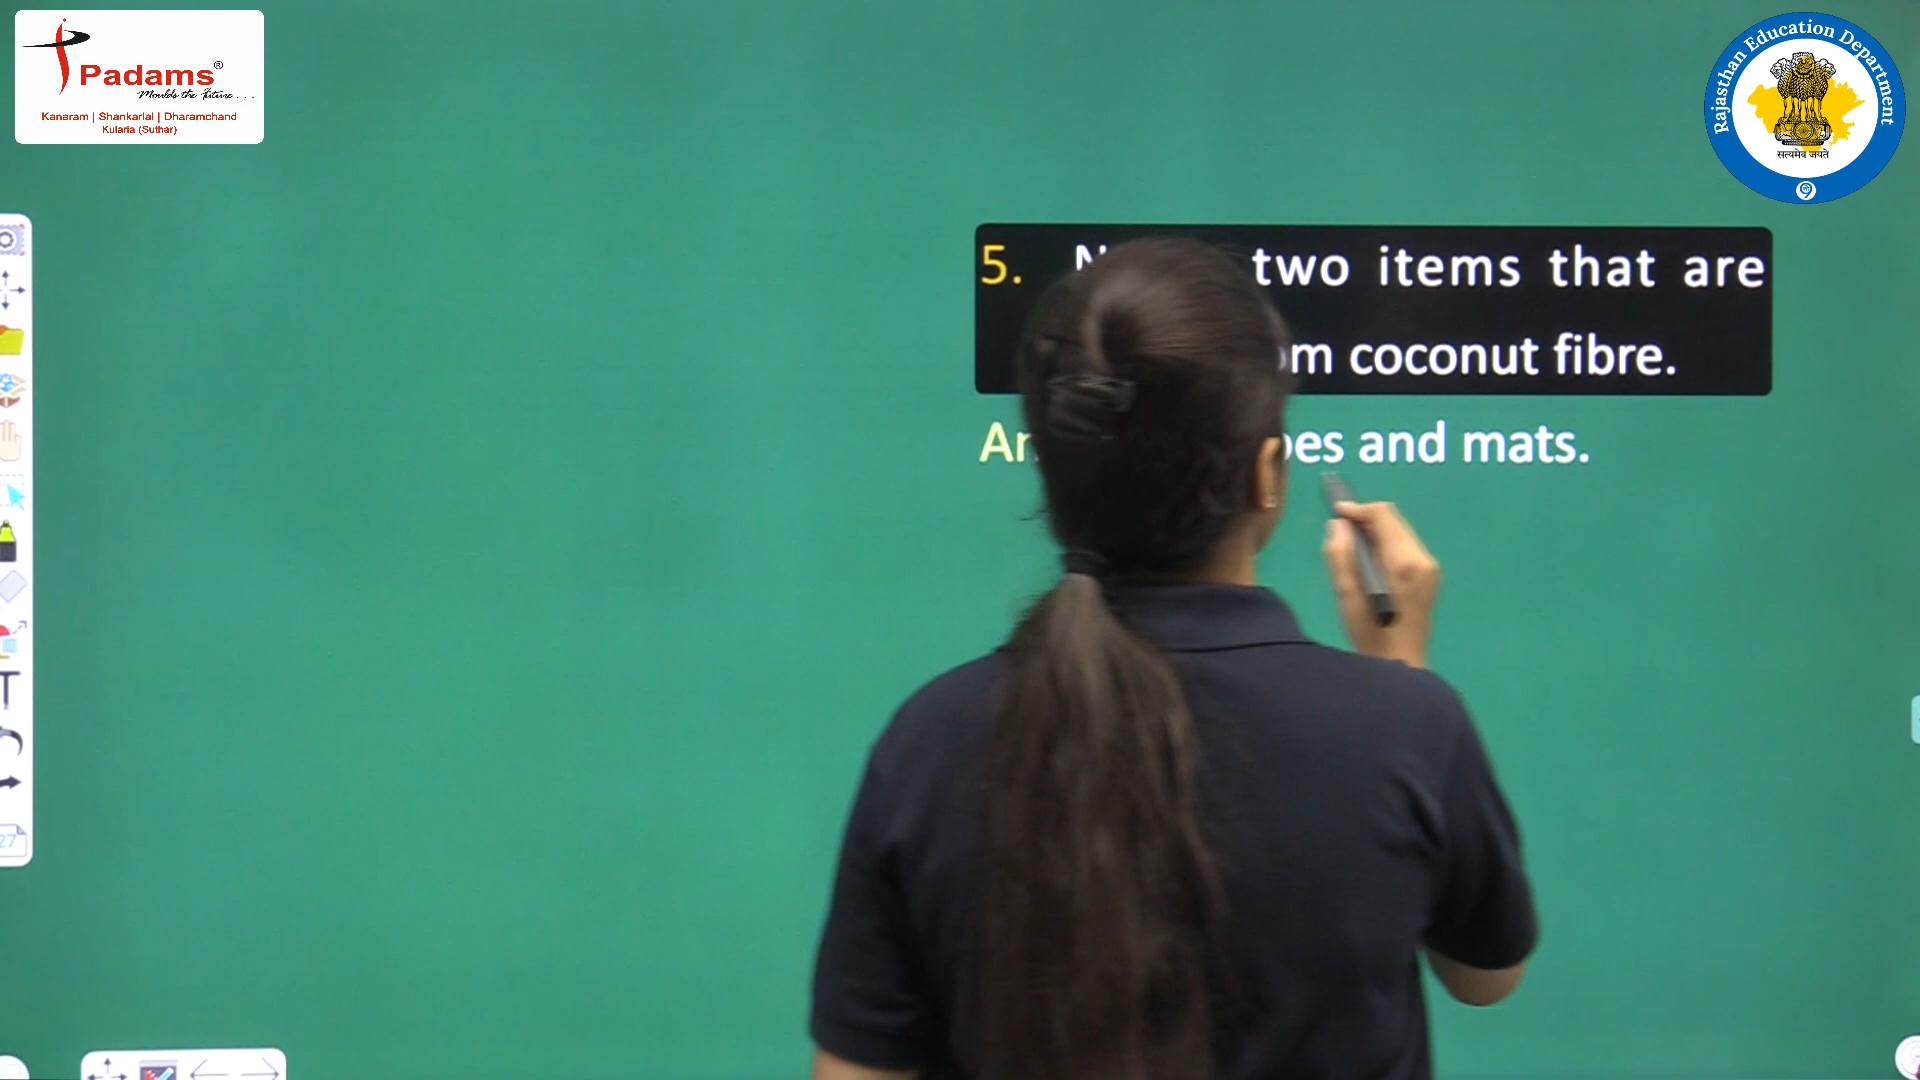 Padams®
Moulds the Future . . .
Kanaram | Shankarlal | Dharamchand
Kularia (Suthar)
Rajasthan Education Department
सत्यमेव जयते
5. two items that are
coconut fibre.
and mats.
T
27